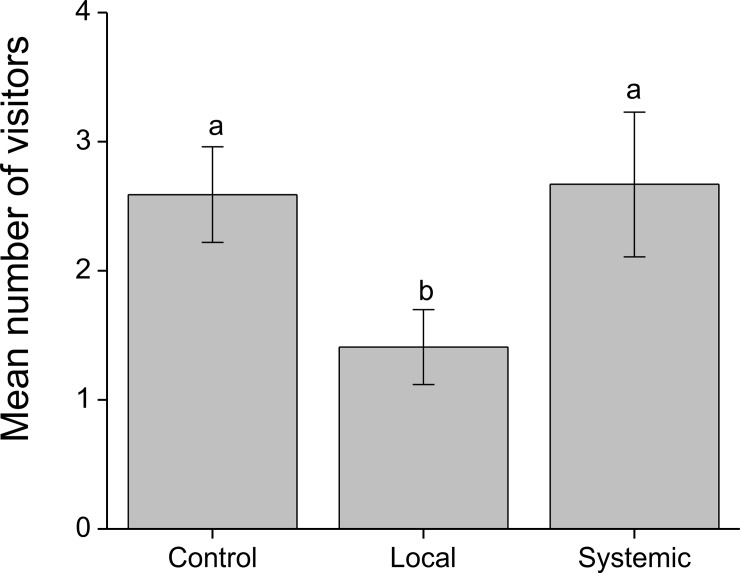 Mean number of visitors
4
3
2
1
0
a
b
a
Control
Local
Systemic